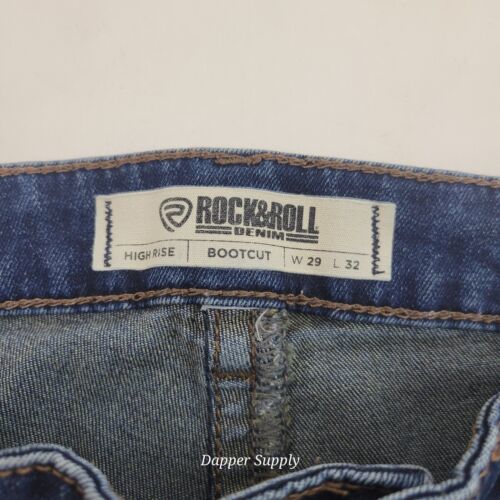 ROCK&ROLL
DENIM
HIGH RISE BOOTCUT W 29 L 32
Dapper Supply